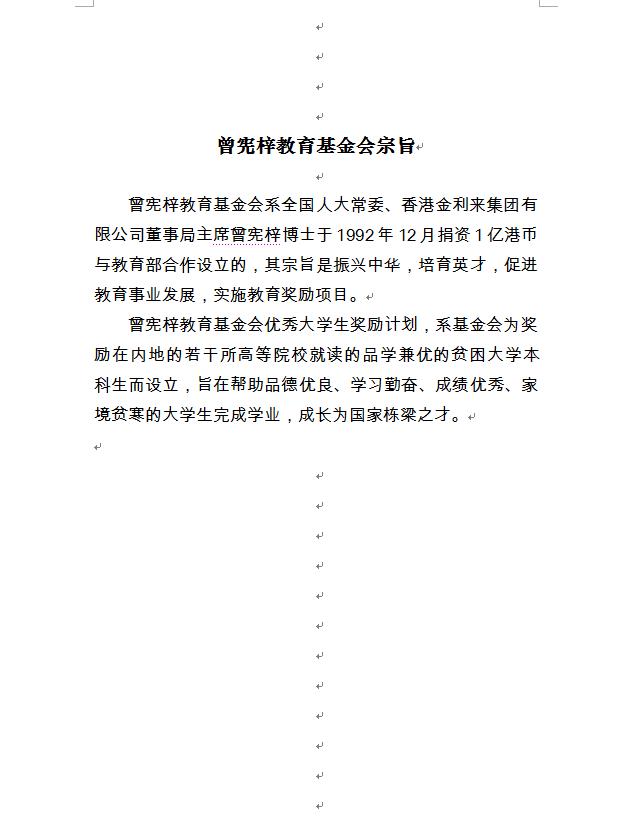 曾宪梓教育基金会宗旨
曾宪梓教育基金会系全国人大常委、香港金利来集团有
限公司董事局主席曾宪梓博士于 1992 年 12 月捐资 1 亿港币
与教育部合作设立的，其宗旨是振兴中华，培育英才，促进
教育事业发展，实施教育奖励项目。
曾宪梓教育基金会优秀大学生奖励计划，系基金会为奖
励在内地的若干所高等院校就读的品学兼优的贫困大学本
科生而设立，旨在帮助品德优良、学习勤奋、成绩优秀、家
境贫寒的大学生完成学业，成长为国家栋梁之才。